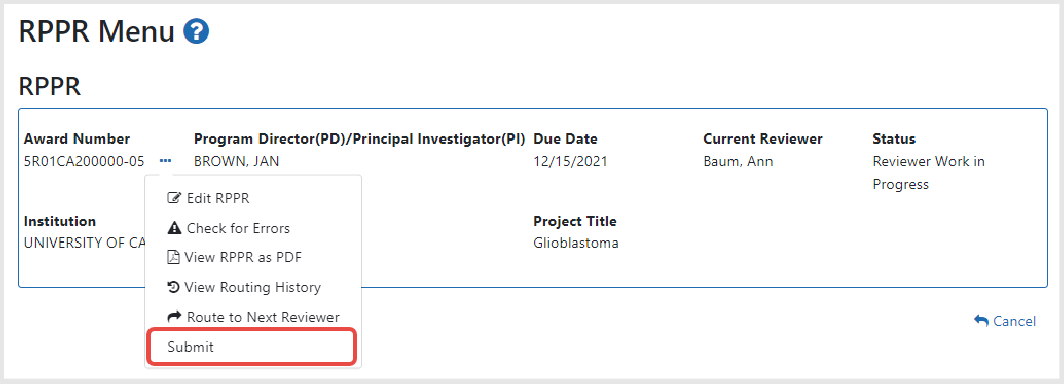 RPPR Menu ?
RPPR
Award Number Program Director(PD)/Principal Investigator(PI) Due Date Current Reviewer Status
5R01CA200000-05 ••• BROWN, JAN 12/15/2021 Baum, Ann Reviewer Work in
Progress
Edit RPPR
Check for Errors
View RPPR as PDF
View Routing History
Route to Next Reviewer
Submit
Institution Project Title
UNIVERSITY OF CA Glioblastoma
Cancel